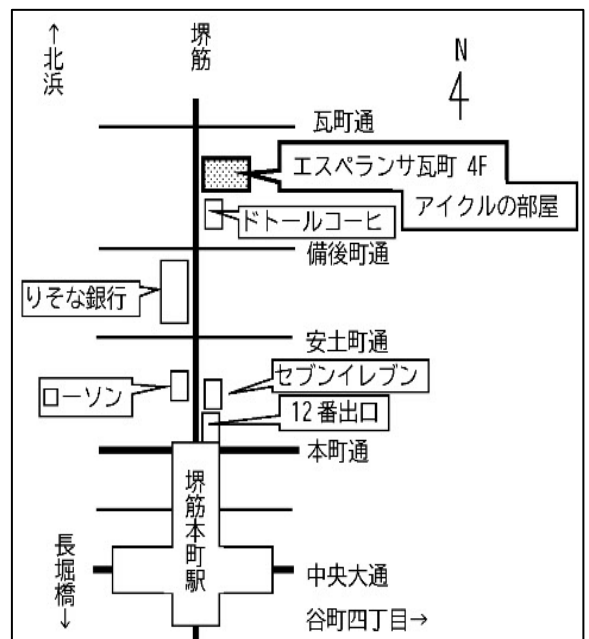 ↑北浜
堺筋
N
瓦町通
エスペランサ瓦町 4F
アイクルの部屋
ドトールコーヒ
備後町通
りそな銀行
安土町通
セブンイレブン
ローソン
12番出口
本町通
堺筋本町駅
長堀橋↓
中央大通
谷町四丁目→